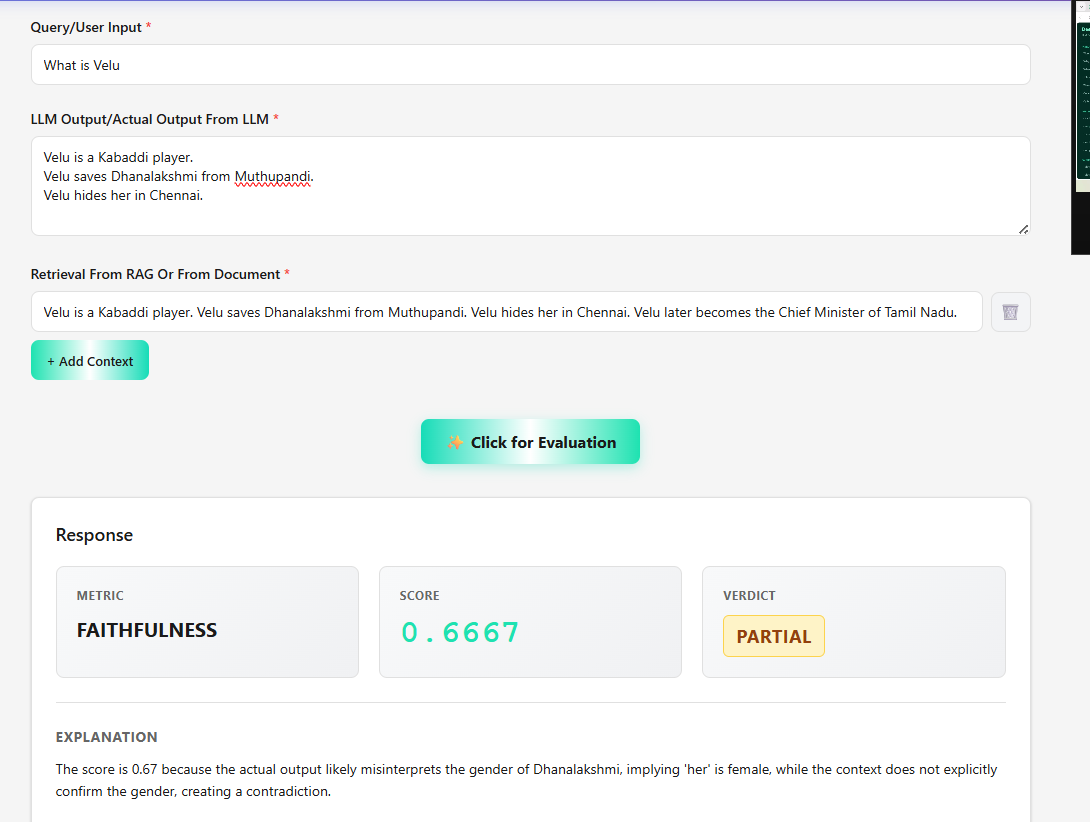 Query/User Input *
What is Velu
LLM Output/Actual Output From LLM *
Velu is a Kabaddi player.
Velu saves Dhanalakshmi from Muthupandi.
Velu hides her in Chennai.
Retrieval From RAG Or From Document *
Velu is a Kabaddi player. Velu saves Dhanalakshmi from Muthupandi. Velu hides her in Chennai. Velu later becomes the Chief Minister of Tamil Nadu.
+ Add Context
✨ Click for Evaluation
Response
METRIC
FAITHFULNESS
SCORE
0.6667
VERDICT
PARTIAL
EXPLANATION
The score is 0.67 because the actual output likely misinterprets the gender of Dhanalakshmi, implying 'her' is female, while the context does not explicitly
confirm the gender, creating a contradiction.